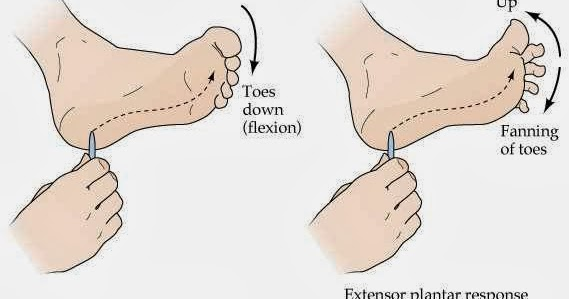 Toes
down
(flexion)
Up
Fanning
of toes
Extensor plantar response